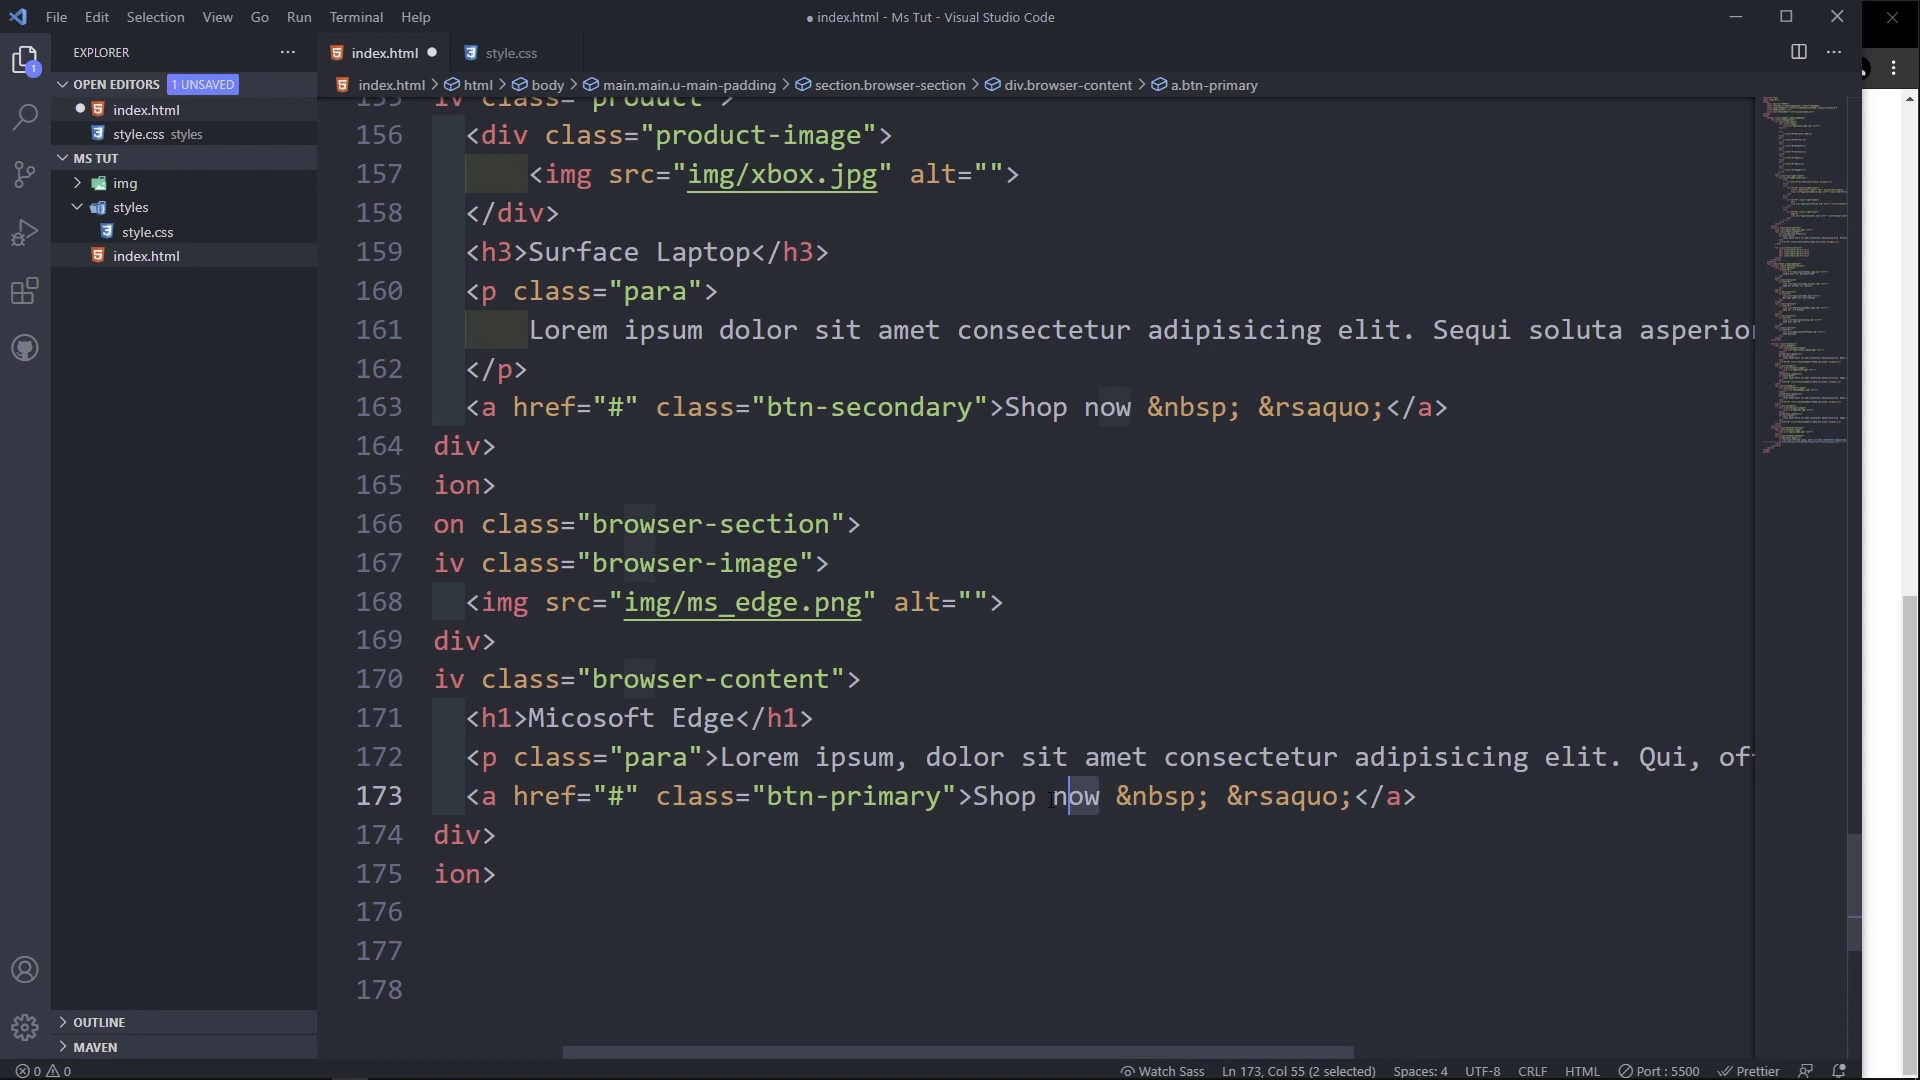 File Edit Selection View Go Run Terminal Help
● index.html - Ms Tut - Visual Studio Code
EXPLORER
index.html
style.css
OPEN EDITORS 1 UNSAVED
index.html > html > body > main.main.u-main-padding > section.browser-section > div.browser-content > a.btn-primary
index.html
style.css styles
MS TUT
img
styles
style.css
index.html
155 iv class="product">
156 <div class="product-image">
157 <img src="img/xbox.jpg" alt="">
158 </div>
159 <h3>Surface Laptop</h3>
160 <p class="para">
161 Lorem ipsum dolor sit amet consectetur adipisicing elit. Sequi soluta asperior
162 </p>
163 <a href="#" class="btn-secondary">Shop now &nbsp; &rsaquo;</a>
164 div>
165 ion>
166 on class="browser-section">
167 iv class="browser-image">
168 <img src="img/ms_edge.png" alt="">
169 div>
170 iv class="browser-content">
171 <h1>Micosoft Edge</h1>
172 <p class="para">Lorem ipsum, dolor sit amet consectetur adipisicing elit. Qui, of
173 <a href="#" class="btn-primary">Shop now &nbsp; &rsaquo;</a>
174 div>
175 ion>
176
177
178
OUTLINE
MAVEN
0 0
Watch Sass Ln 173, Col 55 (2 selected) Spaces: 4 UTF-8 CRLF HTML Port : 5500 Prettier